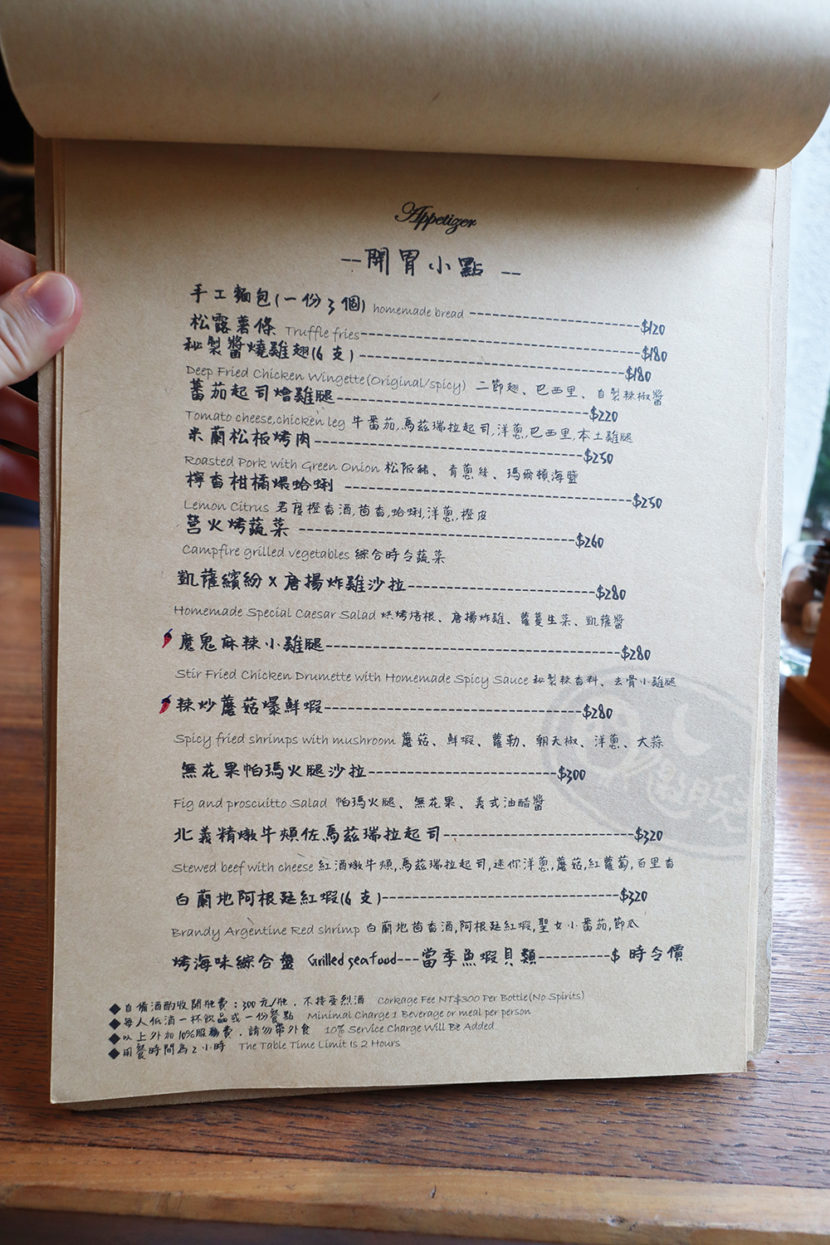 Appetizer
--開胃小點--
手工麵包(一份3個) homemade bread ------$120
松露薯條 Truffle fries------$180
秘製醬燒雞翅(6支)------$180
Deep Fried Chicken Wingette(Original/spicy) 二節翅、巴西里、自製辣椒醬
蕃茄起司燴雞腿------$220
Tomato cheese,chicken leg 牛番茄,馬茲瑞拉起司,洋蔥,巴西里,本土雞腿
米蘭松板烤肉------$250
Roasted Pork with Green Onion 松阪豬、青蔥絲、瑪爾頓海鹽
檸香柑橘煨蛤蜊------$250
Lemon Citrus 君度橙香酒,茴香,蛤蜊,洋蔥,橙皮
營火烤蔬菜------$260
Campfire grilled vegetables 綜合時令蔬菜
凱薩繽紛x唐揚炸雞沙拉------$280
Homemade Special Caesar Salad 烘烤培根、唐揚炸雞、蘿蔓生菜、凱薩醬
魔鬼麻辣小雞腿------$280
Stir Fried Chicken Drumette with Homemade Spicy Sauce 秘製辣香料、去骨小雞腿
辣炒蘑菇爆鮮蝦------$280
Spicy fried shrimps with mushroom 蘑菇、鮮蝦、蘿勒、朝天椒、洋蔥、大蒜
無花果帕瑪火腿沙拉------$300
Fig and proscuitto Salad 帕瑪火腿、無花果、義式油醋醬
北義精燉牛頰佐馬茲瑞拉起司------$320
Stewed beef with cheese 紅酒燉牛頰,馬茲瑞拉起司,迷你洋蔥,蘑菇,紅蘿蔔,百里香
白蘭地阿根廷紅蝦(6支)------$320
Brandy Argentine Red shrimp 白蘭地茴香酒,阿根廷紅蝦,聖女小番茄,節瓜
烤海味綜合盤 Grilled seafood---當季魚蝦貝類------$ 時令價
◆自備酒酌收開瓶費:300元/瓶,不接受烈酒 Corkage Fee NT$300 Per Bottle(No Spirits)
◆每人低消一杯飲品或一份餐點 Minimal Charge 1 Beverage or meal per person
◆以上外加10%服務費,請勿帶外食 10% Service Charge Will Be Added
◆用餐時間為2小時 The Table Time Limit Is 2 Hours